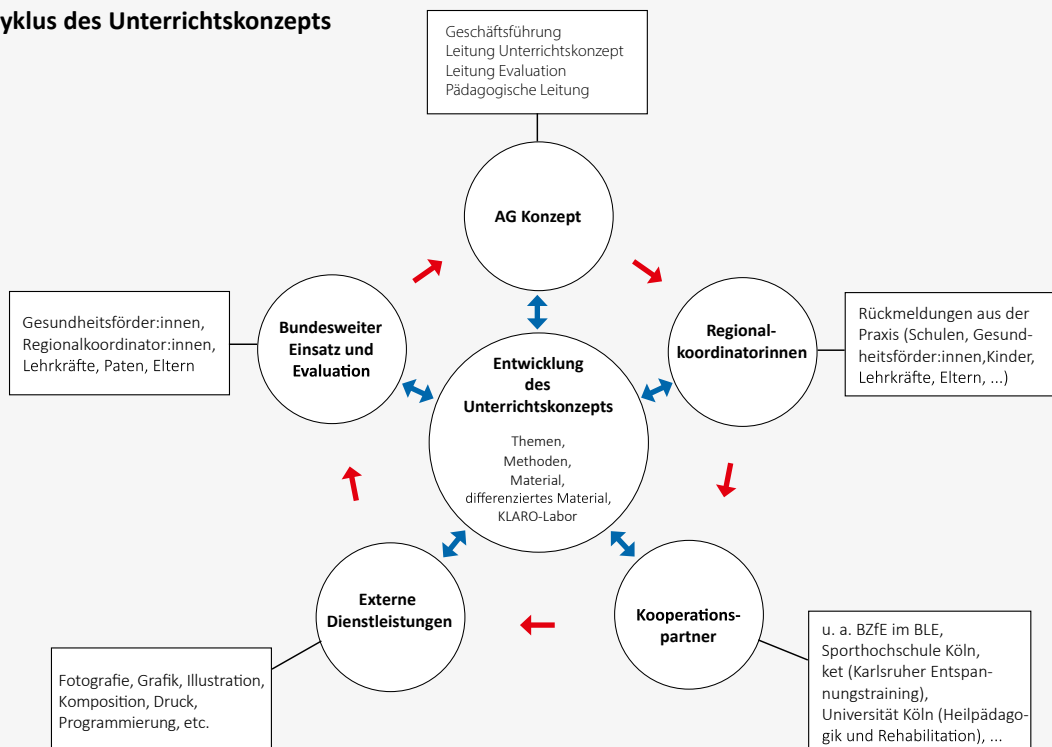 yklus des Unterrichtskonzepts
Geschäftsführung
Leitung Unterrichtskonzept
Leitung Evaluation
Pädagogische Leitung
AG Konzept
Gesundheitsförder:innen,
Regionalkoordinator:innen,
Lehrkräfte, Paten, Eltern
Bundesweiter
Einsatz und
Evaluation
Regional-
koordinatorinnen
Rückmeldungen aus der
Praxis (Schulen, Gesund-
heitsförder:innen,Kinder,
Lehrkräfte, Eltern, ...)
Entwicklung
des
Unterrichtskonzepts
Themen,
Methoden,
Material,
differenziertes Material,
KLARO-Labor
Externe
Dienstleistungen
Kooperations-
partner
Fotografie, Grafik, Illustration,
Komposition, Druck,
Programmierung, etc.
u. a. BZfE im BLE,
Sporthochschule Köln,
ket (Karlsruher Entspan-
nungstraining),
Universität Köln (Heilpädago-
gik und Rehabilitation), ...